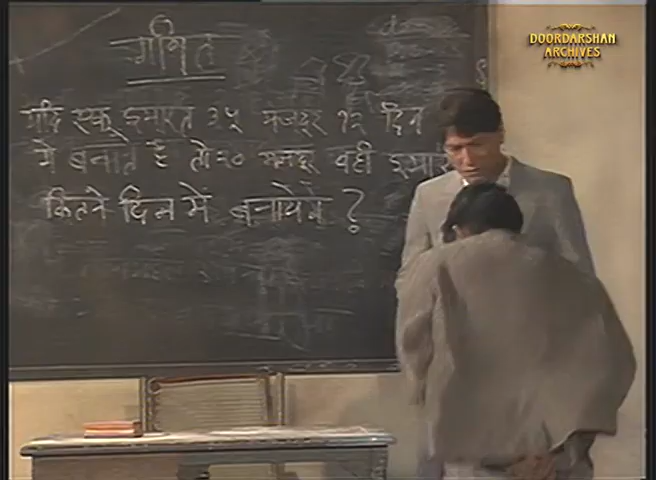 DOORDARSHAN
ARCHIVES
गणित
यदि एक इमारत ३५ मजदूर १२ दिन
मे बनाते है तो २० मजदूर वही इमारत
कितने दिन में बनायेगे ?